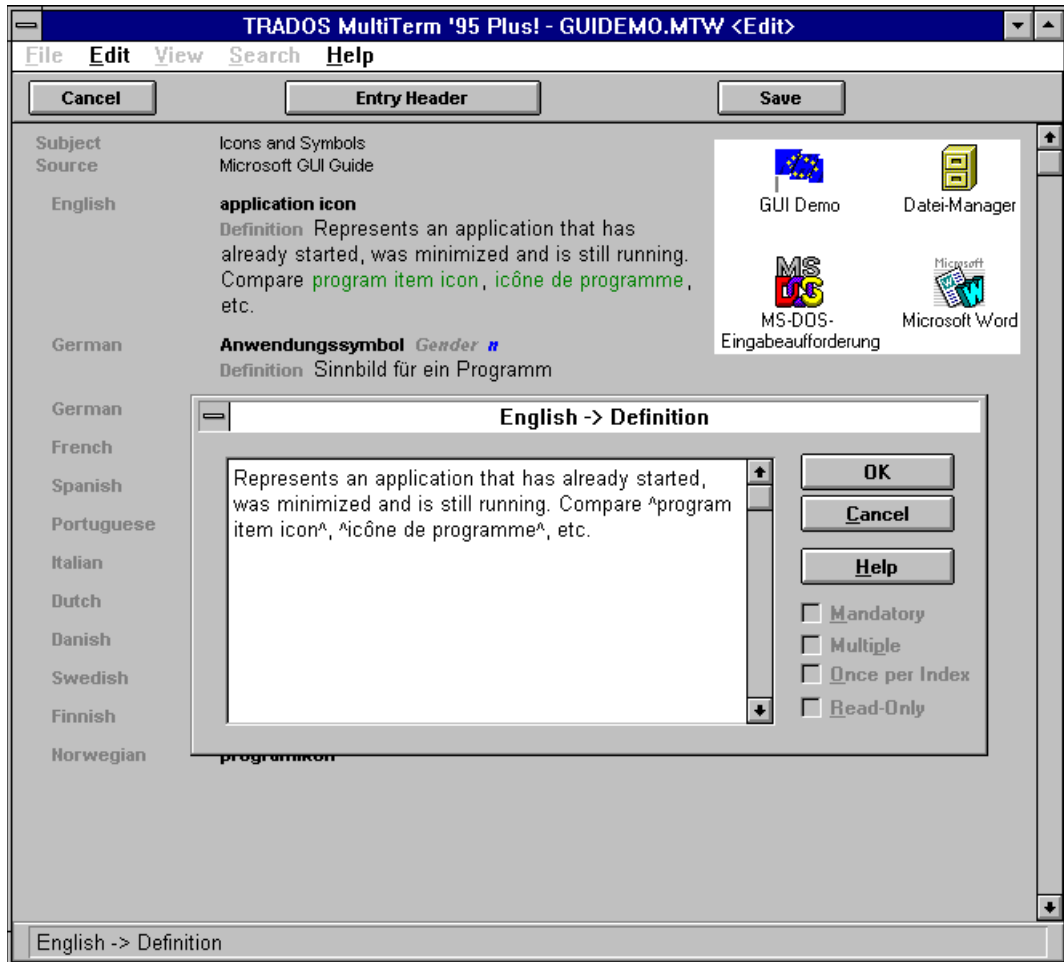 TRADOS MultiTerm '95 Plus! - GUIDEMO.MTW <Edit>
File Edit View Search Help
Cancel Entry Header Save
Subject Icons and Symbols
Source Microsoft GUI Guide
English application icon
Definition Represents an application that has
already started, was minimized and is still running.
Compare program item icon, icône de programme,
etc.
GUI Demo Datei-Manager
MS
DOS
Microsoft
W
MS-DOS-
Eingabeaufforderung
Microsoft Word
German Anwendungssymbol Gender n
Definition Sinnbild für ein Programm
German
French
Spanish
Portuguese
Italian
Dutch
Danish
Swedish
Finnish
Norwegian programikon
English -> Definition
Represents an application that has already started,
was minimized and is still running. Compare ^program
item icon^, ^icône de programme^, etc.
OK
Cancel
Help
Mandatory
Multiple
Once per Index
Read-Only
English -> Definition